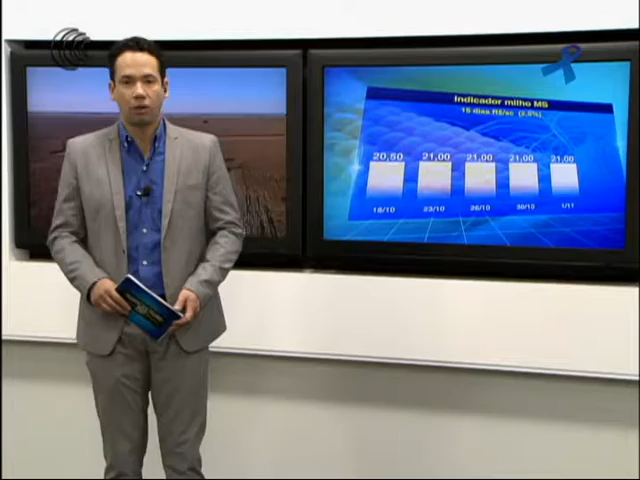 Indicador milho MS
15 dias R$/sc (2,5%)
20,50 21,00 21,00 21,00 21,00
18/10 23/10 26/10 30/10 1/11